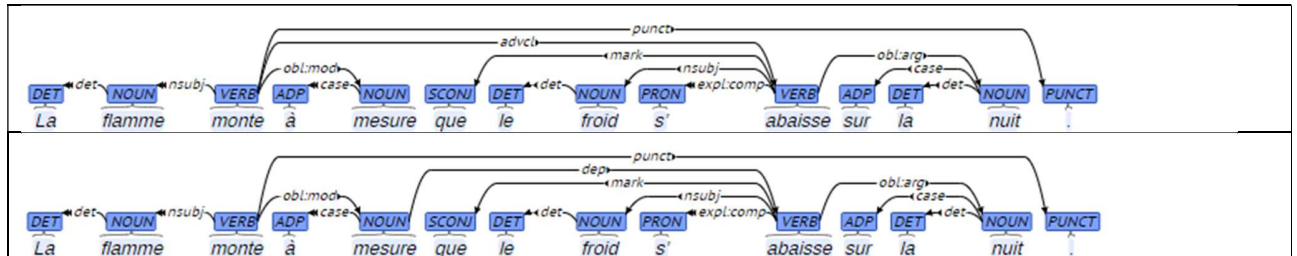 punct
advcl
mark
obl:mod nsubj obl:arg
det nsubj case det expl:comp case det
DET NOUN VERB ADP NOUN SCONJ DET NOUN PRON VERB ADP DET NOUN PUNCT
La flamme monte à mesure que le froid s' abaisse sur la nuit .
punct
dep
mark
obl:mod nsubj obl:arg
det nsubj case det expl:comp case det
DET NOUN VERB ADP NOUN SCONJ DET NOUN PRON VERB ADP DET NOUN PUNCT
La flamme monte à mesure que le froid s' abaisse sur la nuit .